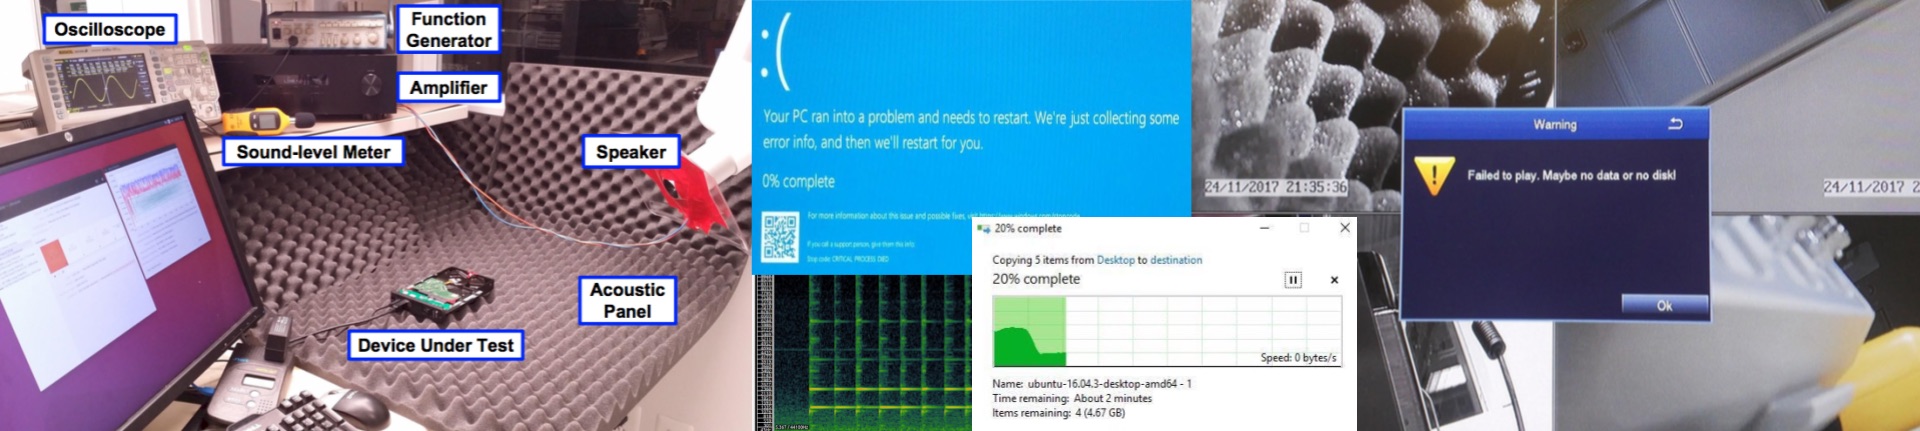 Oscilloscope
Function
Generator
Amplifier
Sound-level Meter
Speaker
Acoustic
Panel
Device Under Test
:(
Your PC ran into a problem and needs to restart. We're just collecting some
error info, and then we'll restart for you.
0% complete
For more information about this issue and possible fixes, visit
If you call a support person, give them this info:
Stop code: CRITICAL PROCESS DIED
20% complete
Copying 5 items from Desktop to destination
20% complete
Speed: 0 bytes/s
Name: ubuntu-16.04.3-desktop-amd64 - 1
Time remaining: About 2 minutes
Items remaining: 4 (4.67 GB)
24/11/2017 21:35:36
24/11/2017 2
Warning
Failed to play. Maybe no data or no disk!
Ok